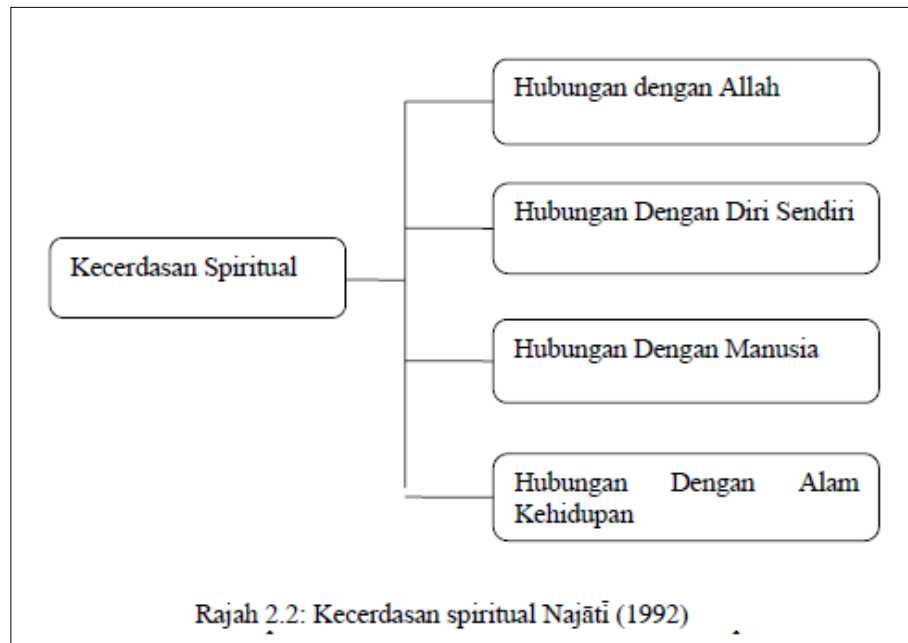 Hubungan dengan Allah
Hubungan Dengan Diri Sendiri
Kecerdasan Spiritual
Hubungan Dengan Manusia
Hubungan Dengan Alam
Kehidupan
Rajah 2.2: Kecerdasan spiritual Najātī (1992)